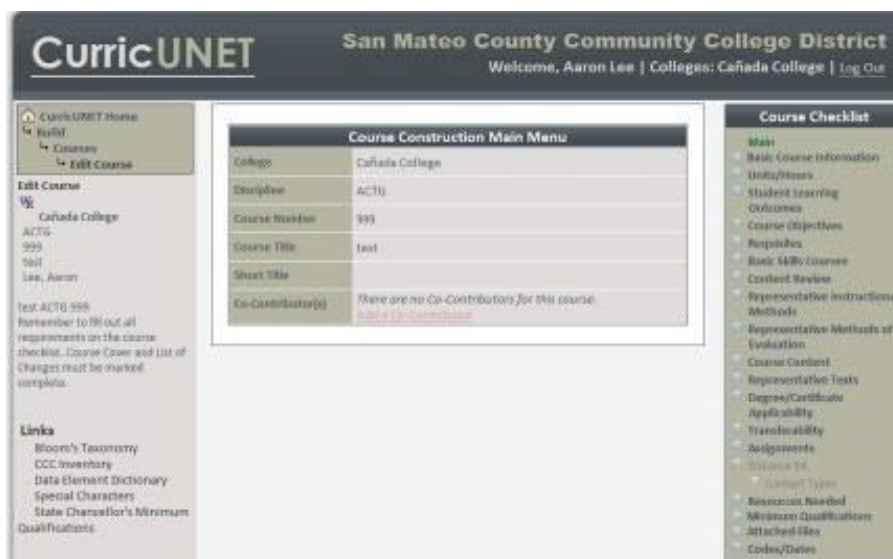 CurricUNET
San Mateo County Community College District
Welcome, Aaron Lee | Colleges: Cañada College | Log Out
CurricUNET Home
Build
Courses
Edit Course
Edit Course
Cañada College
ACTG
999
test
Lee, Aaron
test ACTG 999
Remember to fill out all
requirements on the course
checklist. Course Cover and List of
Changes must be marked
complete.
Links
Bloom's Taxonomy
CCC Inventory
Data Element Dictionary
Special Characters
State Chancellor's Minimum
Qualifications
Course Construction Main Menu
College Cañada College
Discipline ACTG
Course Number 999
Course Title test
Short Title
Co-Contributor(s) There are no Co-Contributors for this course.
Add a Co-Contributor
Course Checklist
Main
Basic Course Information
Units/Hours
Student Learning
Outcomes
Course Objectives
Requisites
Basic Skills Courses
Content Review
Representative Instructiona
Methods
Representative Methods of
Evaluation
Course Content
Representative Texts
Degree/Certificate
Applicability
Transferability
Assignments
Distance Ed
Contact Types
Resources Needed
Minimum Qualifications
Attached Files
Codes/Dates